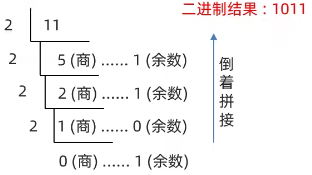 二进制结果：1011
2 11
2 5 (商) ...... 1 (余数)
2 2 (商) ...... 1 (余数)
2 1 (商) ...... 0 (余数)
0 (商) ...... 1 (余数)
倒着拼接